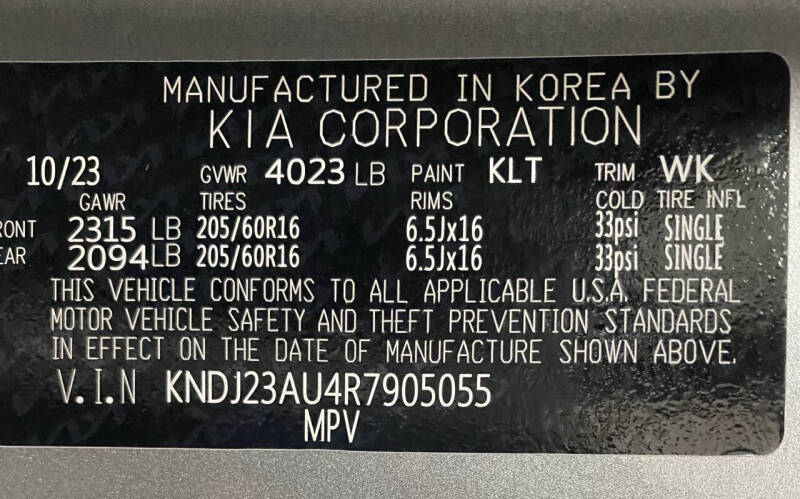 MANUFACTURED IN KOREA BY
KIA CORPORATION
10/23 GVWR 4023 LB PAINT KLT TRIM WK
GAWR TIRES RIMS COLD TIRE INFL
RONT 2315 LB 205/60R16 6.5Jx16 33psi SINGLE
EAR 2094 LB 205/60R16 6.5Jx16 33psi SINGLE
THIS VEHICLE CONFORMS TO ALL APPLICABLE U.S.A. FEDERAL
MOTOR VEHICLE SAFETY AND THEFT PREVENTION STANDARDS
IN EFFECT ON THE DATE OF MANUFACTURE SHOWN ABOVE.
V.I.N KNDJ23AU4R7905055
MPV